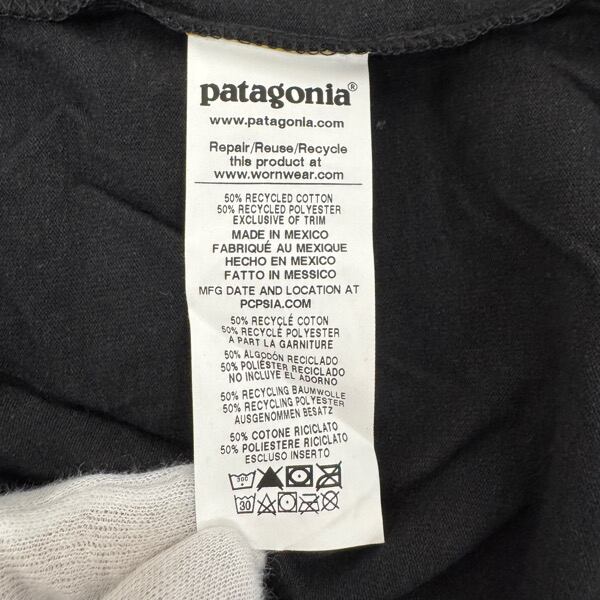 patagonia®
www.patagonia.com
Repair/Reuse/Recycle
this product at
www.wornwear.com
50% RECYCLED COTTON
50% RECYCLED POLYESTER
EXCLUSIVE OF TRIM
MADE IN MEXICO
FABRIQUÉ AU MEXIQUE
HECHO EN MEXICO
FATTO IN MESSICO
MFG DATE AND LOCATION AT
PCPSIA.COM
50% RECYCLÉ COTON
50% RECYCLÉ POLYESTER
A PART LA GARNITURE
50% ALGODÓN RECICLADO
50% POLIÉSTER RECICLADO
NO INCLUYE EL ADORNO
50% RECYCLING BAUMWOLLE
50% RECYCLING POLYESTER
AUSGENOMMEN BESATZ
50% COTONE RICICLATO
50% POLIESTERE RICICLATO
ESCLUSO INSERTO
30